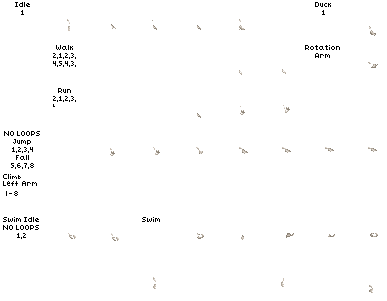 Idle
1
Duck
1
Walk
2,1,2,3,
4,5,4,3,
Rotation
Arm
Run
2,1,2,3,
NO LOOPS
Jump
1,2,3,4
Fall
5,6,7,8
Climb
Left Arm
1-8
Swim Idle
NO LOOPS
1,2
Swim